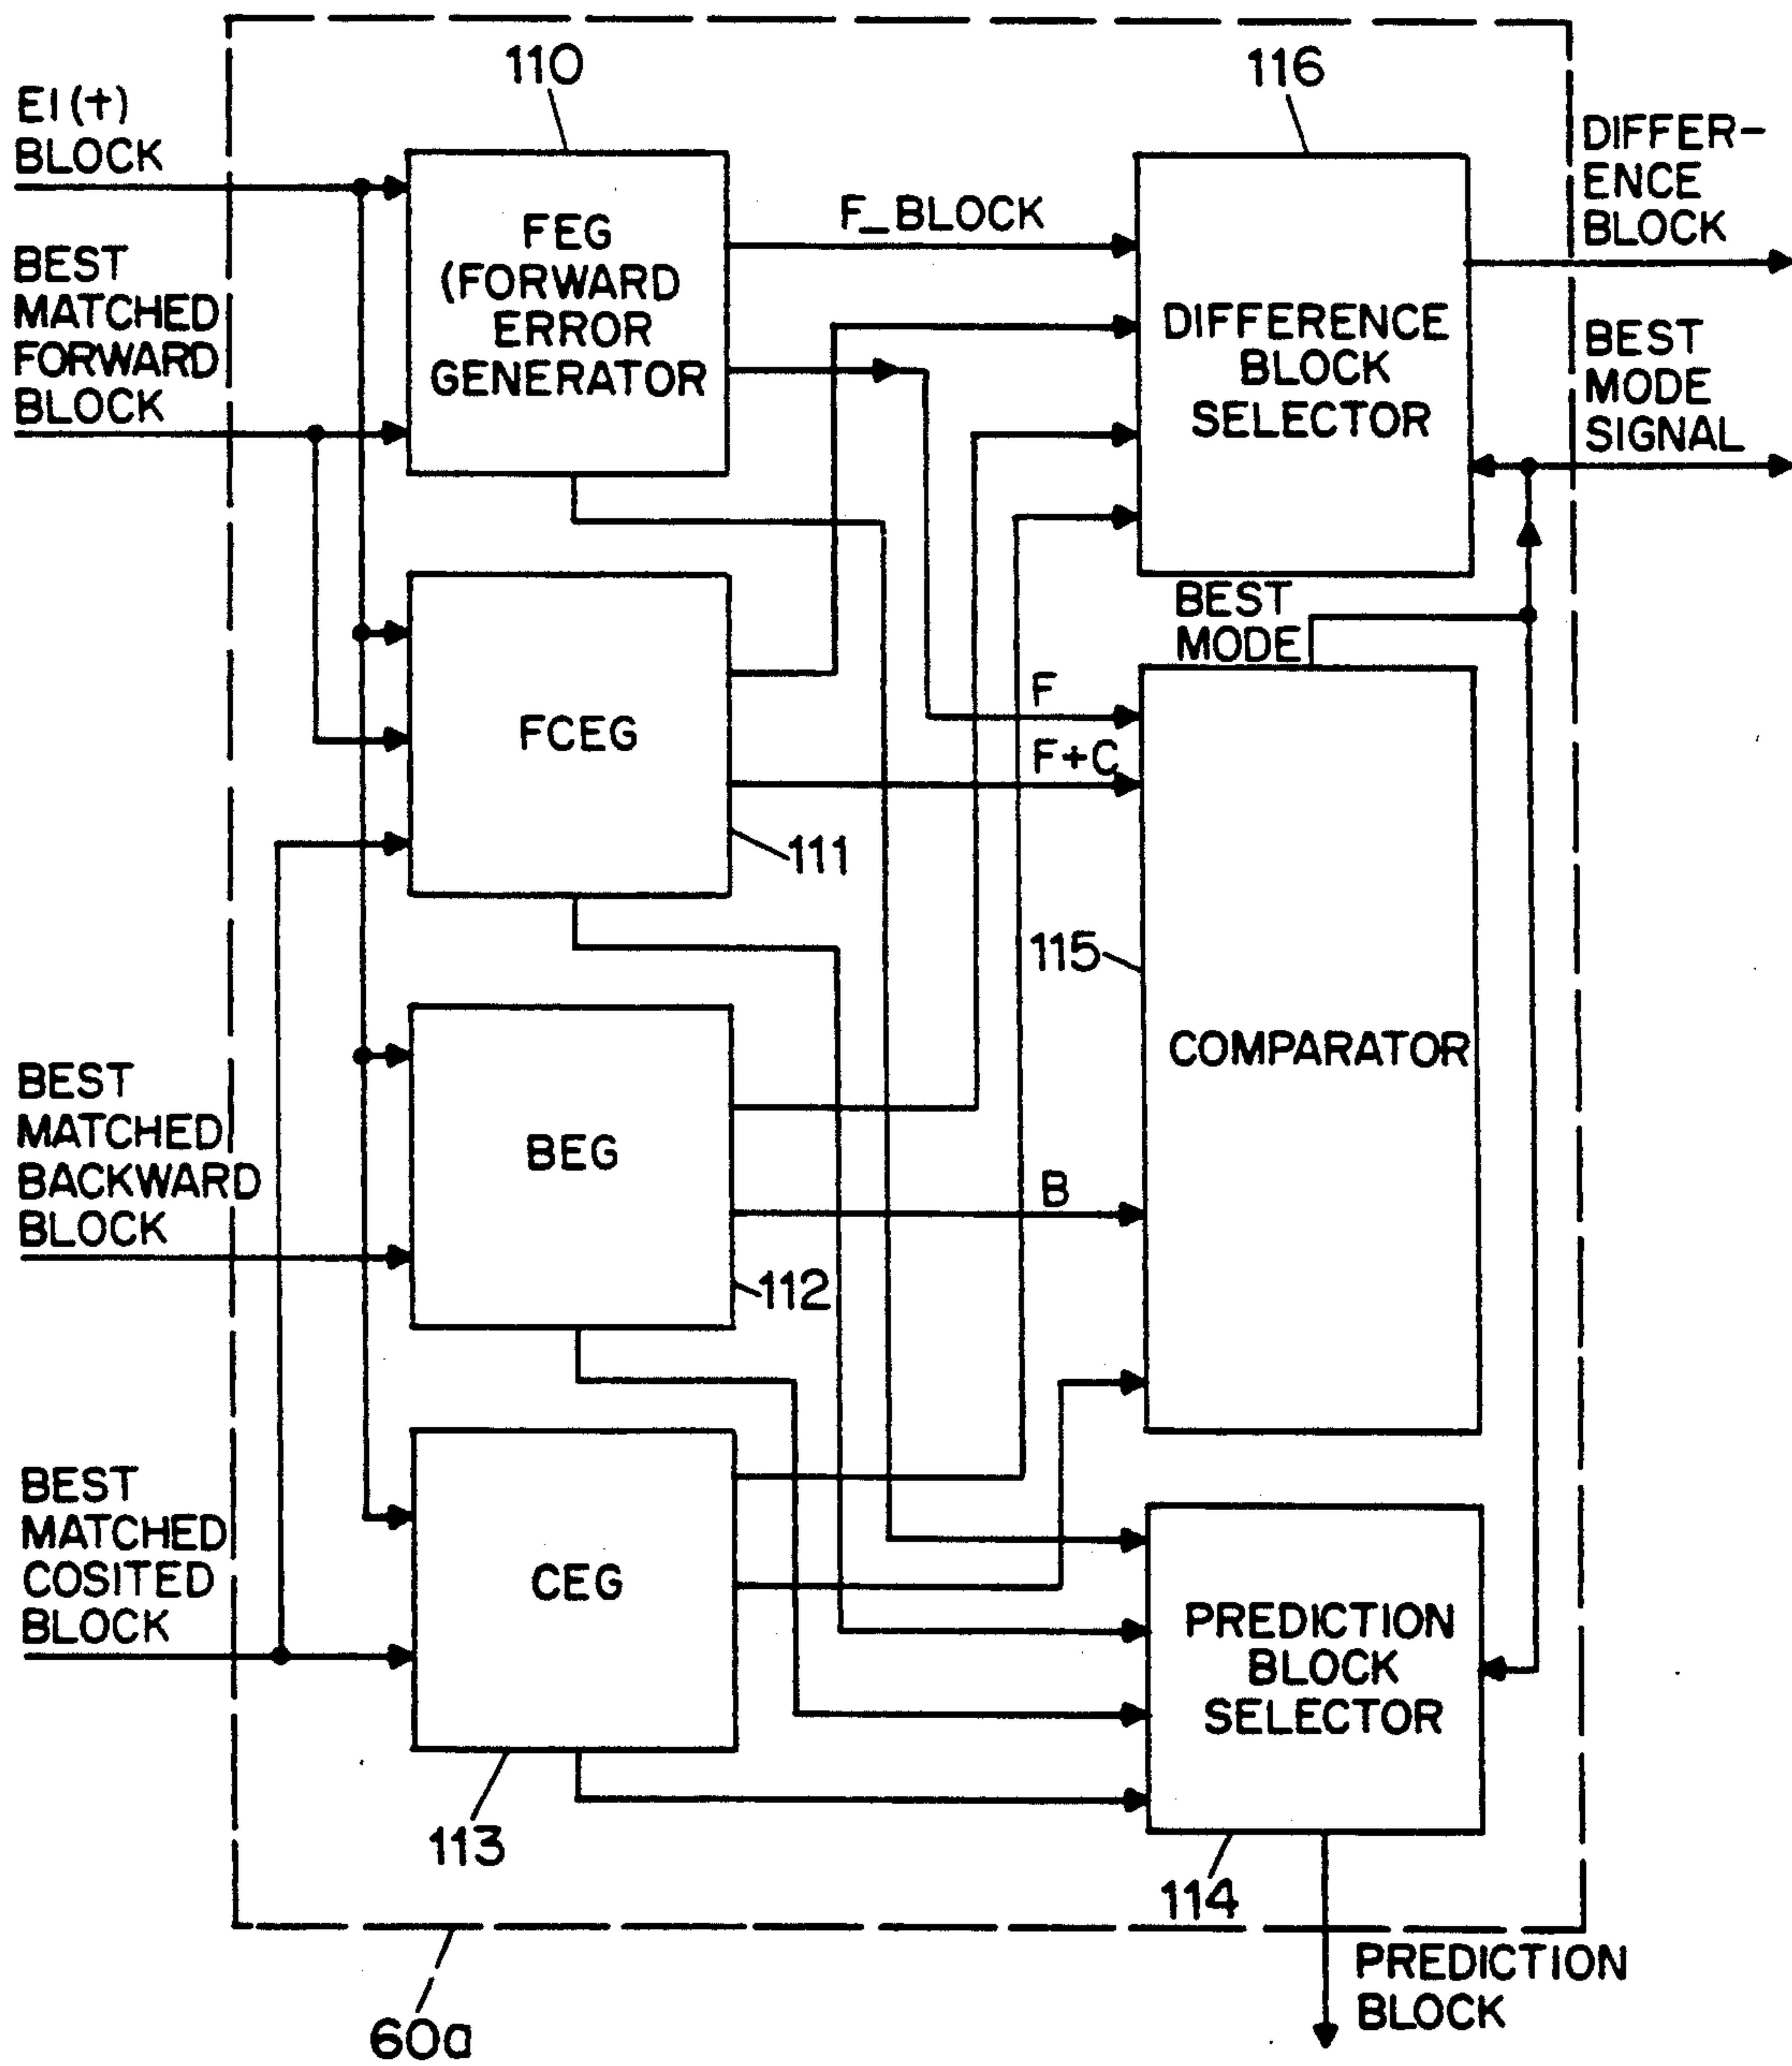 110
116
E1(t)
BLOCK
DIFFER-
ENCE
BLOCK
BEST
MATCHED
FORWARD
BLOCK
FEG
(FORWARD
ERROR
GENERATOR
F_BLOCK
DIFFERENCE
BLOCK
SELECTOR
BEST
MODE
SIGNAL
BEST
MODE
FCEG
F
F+C
111
115
COMPARATOR
BEST
MATCHED
BACKWARD
BLOCK
BEG
B
112
BEST
MATCHED
COSITED
BLOCK
CEG
PREDICTION
BLOCK
SELECTOR
113
114
PREDICTION
BLOCK
60a